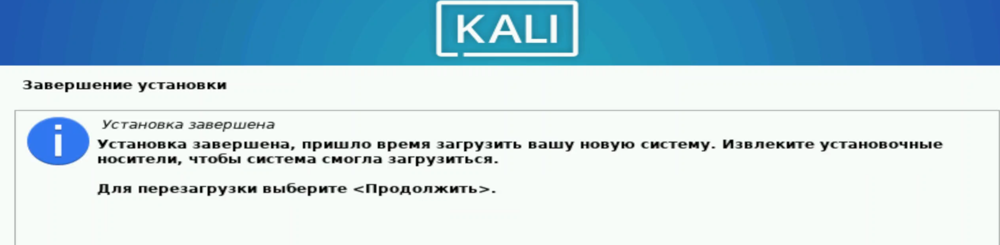 KALI
Завершение установки
Установка завершена
Установка завершена, пришло время загрузить вашу новую систему. Извлеките установочные
носители, чтобы система смогла загрузиться.
Для перезагрузки выберите <Продолжить>.